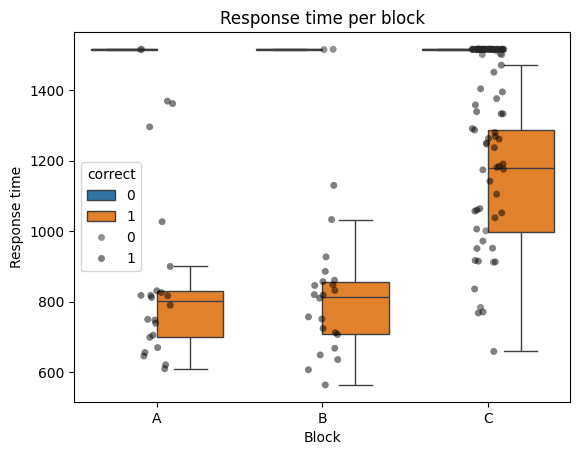 Response time per block
Response time
1400
1200
1000
800
600
correct
0
1
0
1
A B C
Block